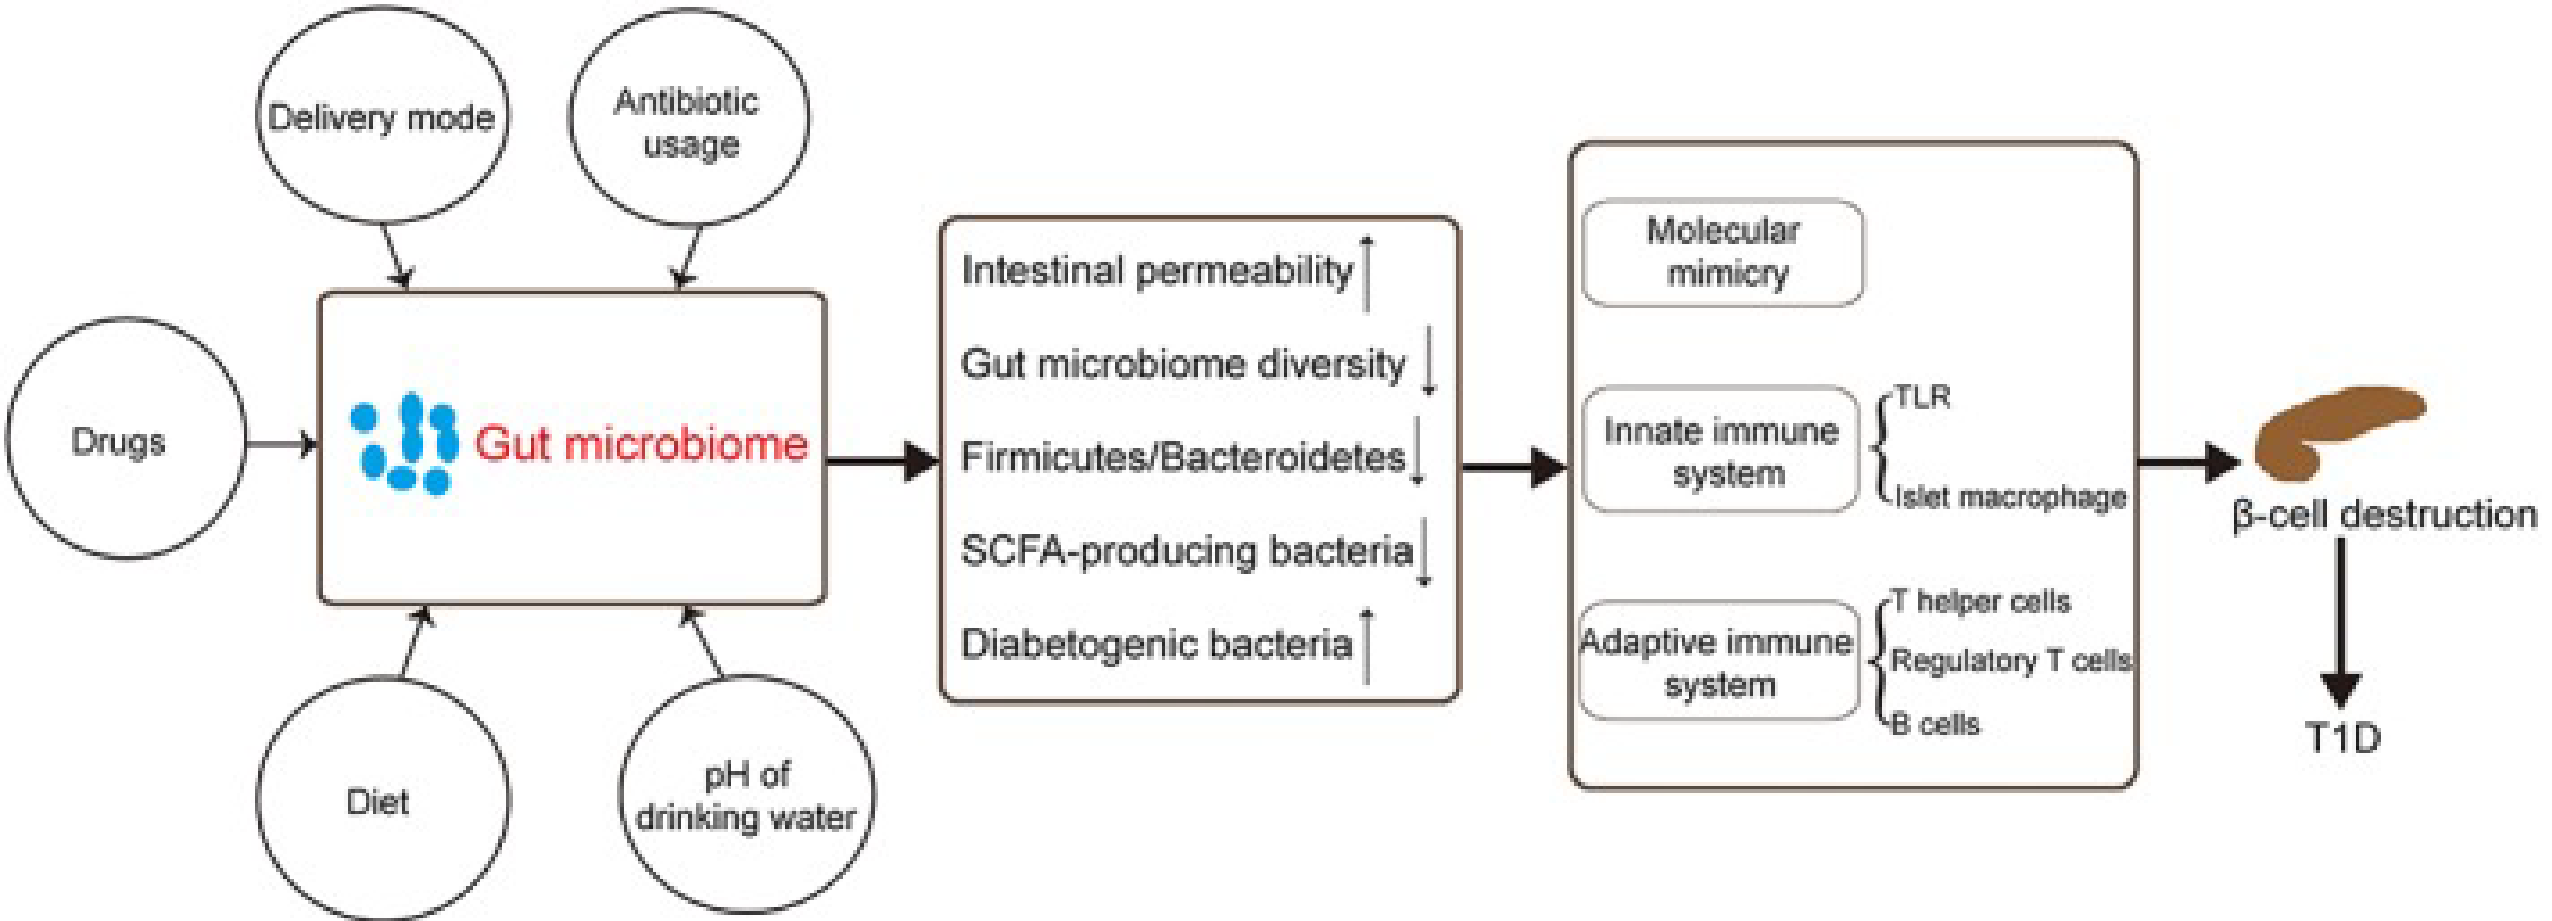 Delivery mode
Antibiotic
usage
Drugs
Gut microbiome
Diet
pH of
drinking water
Intestinal permeability↑
Gut microbiome diversity↓
Firmicutes/Bacteroidetes↓
SCFA-producing bacteria↓
Diabetogenic bacteria↑
Molecular
mimicry
Innate immune
system
TLR
Islet macrophage
Adaptive immune
system
T helper cells
Regulatory T cells
B cells
β-cell destruction
T1D